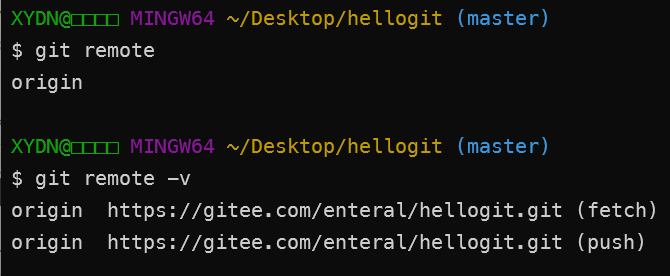 XYDN@□□□□ MINGW64 ~/Desktop/hellogit (master)
$ git remote
origin
XYDN@□□□□ MINGW64 ~/Desktop/hellogit (master)
$ git remote -v
origin  https://gitee.com/enteral/hellogit.git (fetch)
origin  https://gitee.com/enteral/hellogit.git (push)